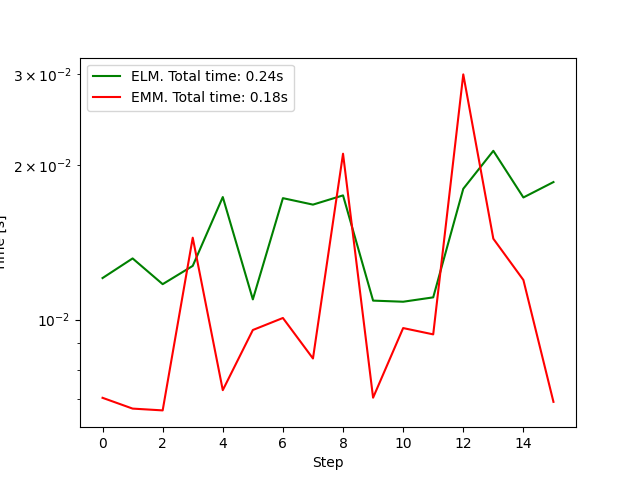 ELM. Total time: 0.24s
EMM. Total time: 0.18s
3 × 10⁻²
2 × 10⁻²
10⁻²
0 2 4 6 8 10 12 14
Step